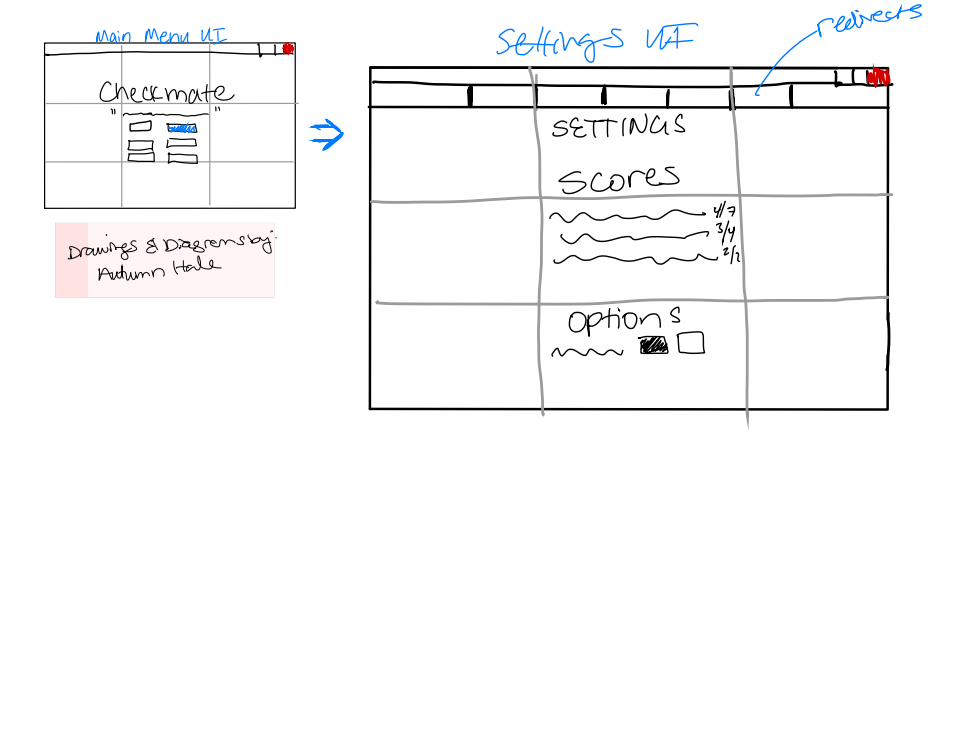 Main Menu UI
Checkmate
" "
Drawings & Diagrams by:
Autumn Hale
Settings UI
redirects
SETTINGS
Scores
4/7
3/4
2/2
Options